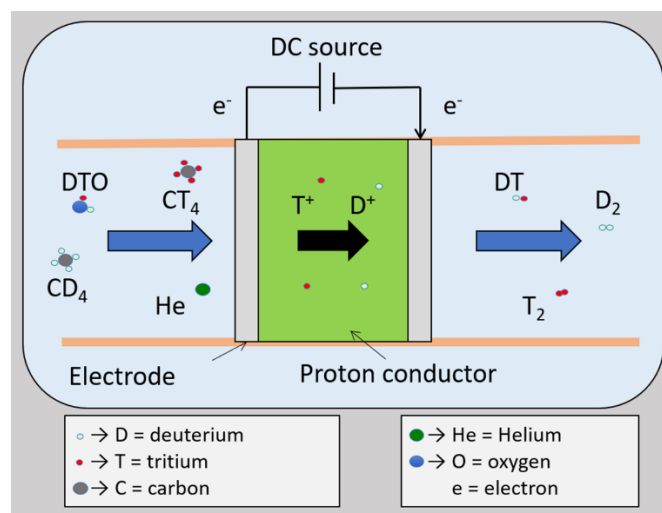 DC source
e⁻ e⁻
DTO
CT₄
CD₄
He
T⁺ D⁺
DT
D₂
T₂
Electrode
Proton conductor
→ D = deuterium
→ T = tritium
→ C = carbon
→ He = Helium
→ O = oxygen
e = electron